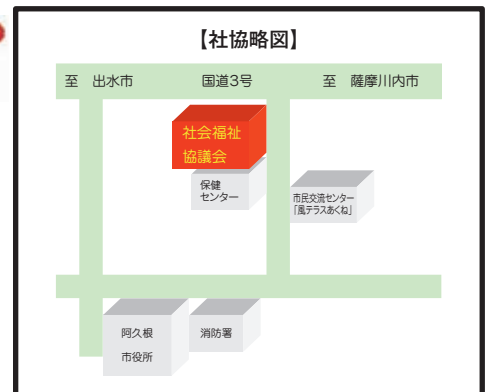 【社協略図】
至　出水市　国道3号　至　薩摩川内市
社会福祉
協議会
保健
センター
市民交流センター
「風テラスあくね」
阿久根
市役所
消防署